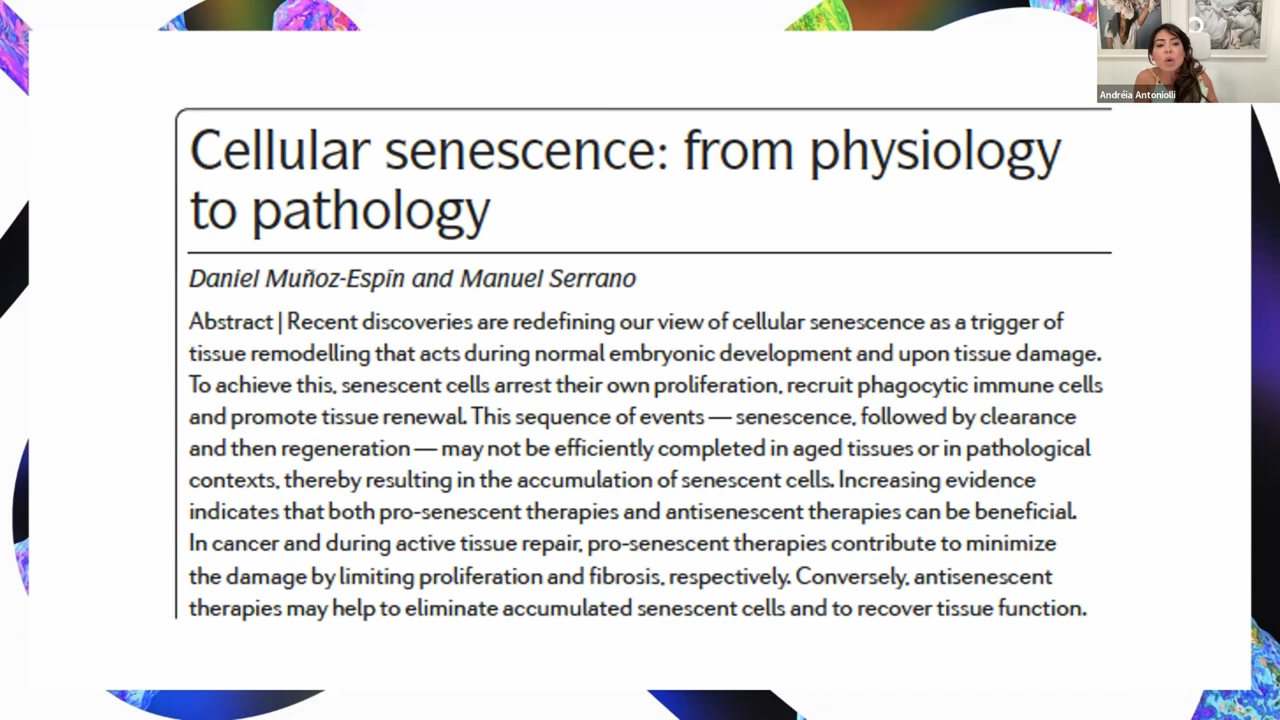 Andréia Antoniolli
Cellular senescence: from physiology
to pathology
Daniel Muñoz-Espín and Manuel Serrano
Abstract | Recent discoveries are redefining our view of cellular senescence as a trigger of
tissue remodelling that acts during normal embryonic development and upon tissue damage.
To achieve this, senescent cells arrest their own proliferation, recruit phagocytic immune cells
and promote tissue renewal. This sequence of events — senescence, followed by clearance
and then regeneration — may not be efficiently completed in aged tissues or in pathological
contexts, thereby resulting in the accumulation of senescent cells. Increasing evidence
indicates that both pro-senescent therapies and antisenescent therapies can be beneficial.
In cancer and during active tissue repair, pro-senescent therapies contribute to minimize
the damage by limiting proliferation and fibrosis, respectively. Conversely, antisenescent
therapies may help to eliminate accumulated senescent cells and to recover tissue function.